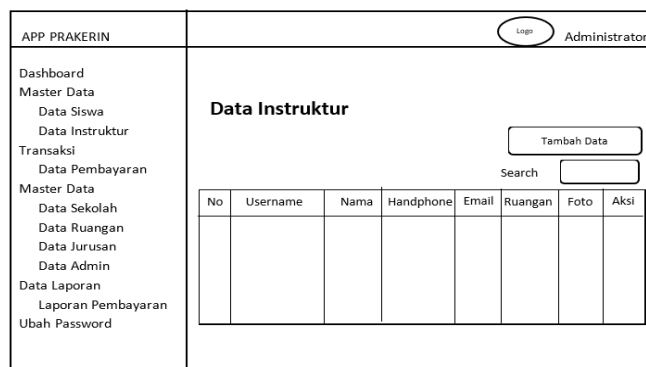 APP PRAKERIN
Logo
Administrator
Dashboard
Master Data
Data Siswa
Data Instruktur
Transaksi
Data Pembayaran
Master Data
Data Sekolah
Data Ruangan
Data Jurusan
Data Admin
Data Laporan
Laporan Pembayaran
Ubah Password
Data Instruktur
Tambah Data
Search
No Username Nama Handphone Email Ruangan Foto Aksi